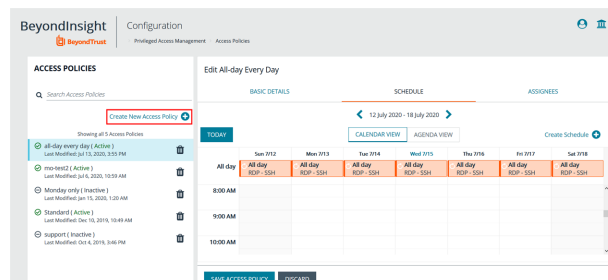 BeyondInsight
BeyondTrust
Configuration
Privileged Access Management Access Policies
ACCESS POLICIES
Search Access Policies
Create New Access Policy
Showing all 5 Access Policies
all-day every day ( Active )
Last Modified: Jul 13, 2020, 3:55 PM
mo-test2 ( Active )
Last Modified: Jul 6, 2020, 10:59 AM
Monday only ( Inactive )
Last Modified: Jan 15, 2020, 1:20 AM
Standard ( Active )
Last Modified: Dec 10, 2019, 10:49 AM
support ( Inactive )
Last Modified: Oct 4, 2019, 3:46 PM
Edit All-day Every Day
BASIC DETAILS SCHEDULE ASSIGNEES
12 July 2020 - 18 July 2020
TODAY CALENDAR VIEW AGENDA VIEW Create Schedule
Sun 7/12 Mon 7/13 Tue 7/14 Wed 7/15 Thu 7/16 Fri 7/17 Sat 7/18
All day All day All day All day All day All day All day All day
RDP - SSH RDP - SSH RDP - SSH RDP - SSH RDP - SSH RDP - SSH RDP - SSH
8:00 AM
9:00 AM
10:00 AM
SAVE ACCESS POLICY DISCARD